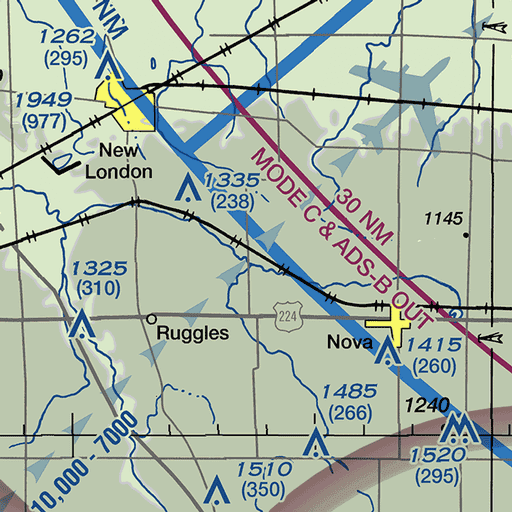 NM
1262
(295)
1949
(977)
New
London
1335
(238)
MODE C & ADS-B OUT
30 NM
1145
1325
(310)
224
Ruggles
Nova
1415
(260)
1485
(266)
1240
10,000 - 7000
1510
(350)
1520
(295)